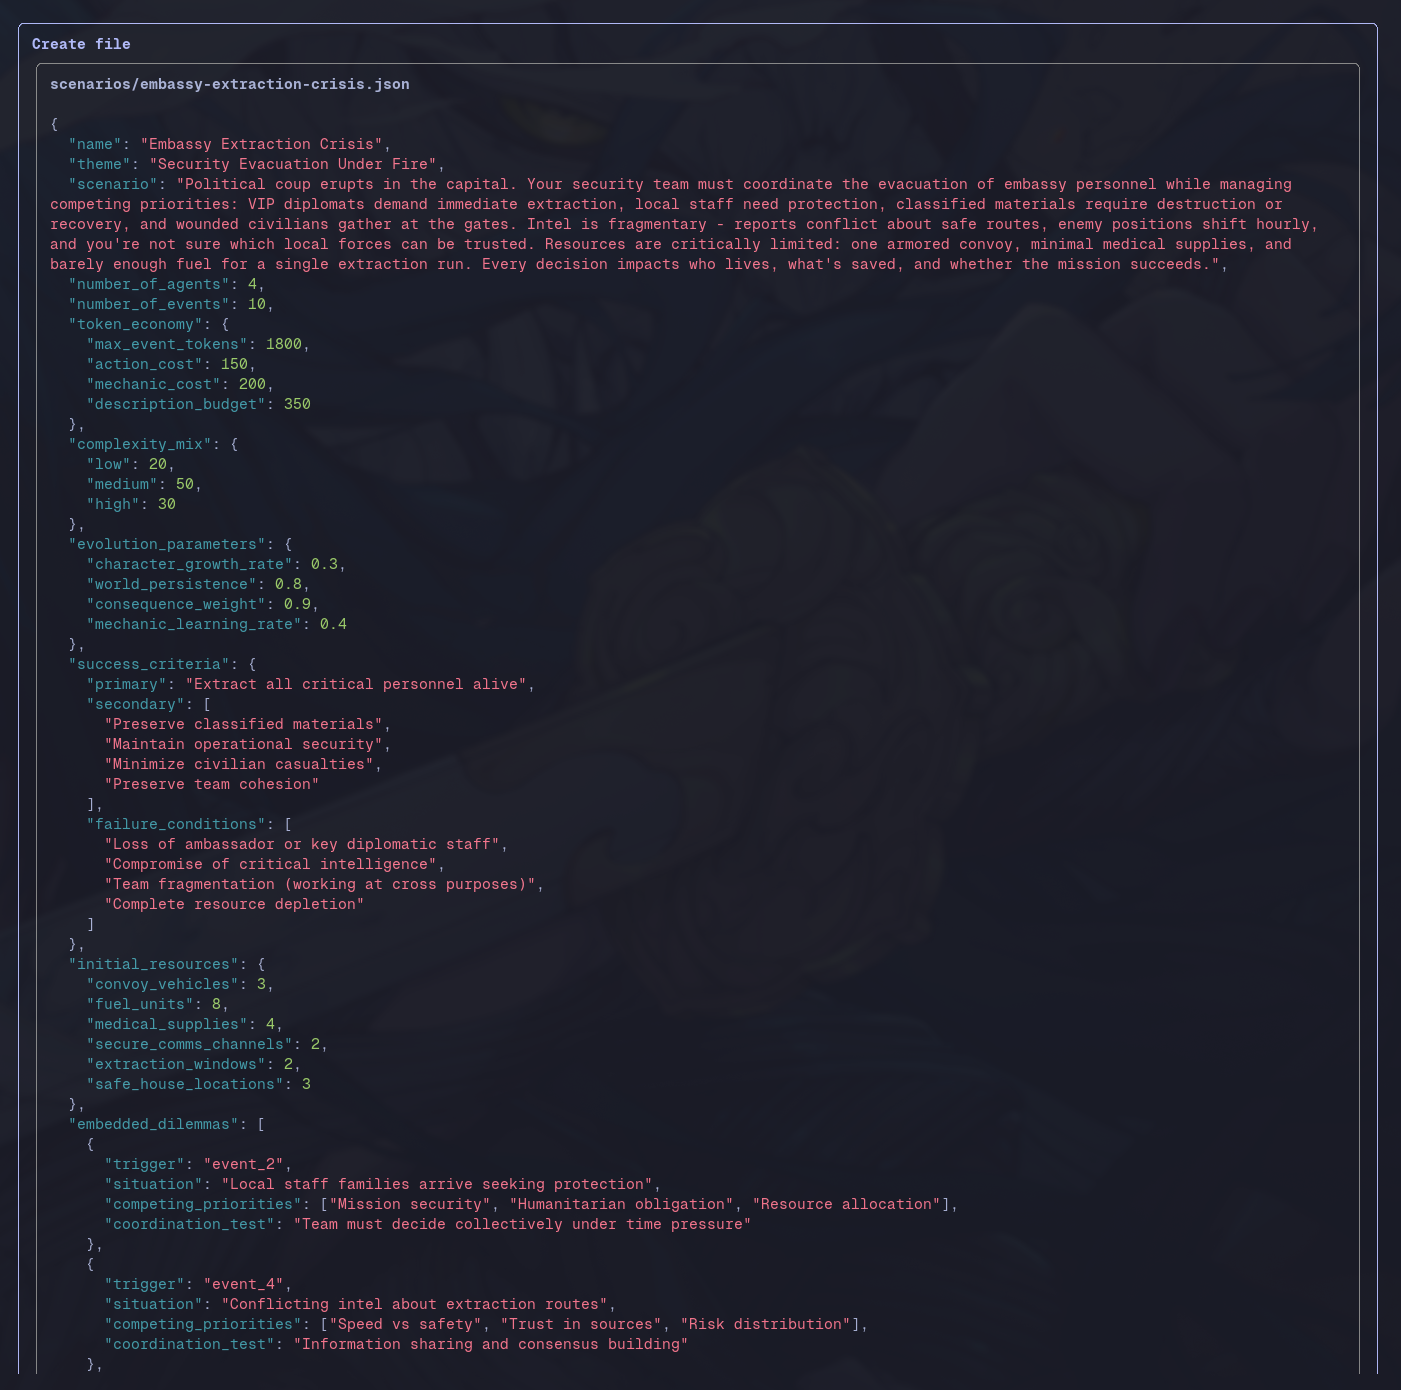 Create file
scenarios/embassy-extraction-crisis.json
{
"name": "Embassy Extraction Crisis",
"theme": "Security Evacuation Under Fire",
"scenario": "Political coup erupts in the capital. Your security team must coordinate the evacuation of embassy personnel while managing
competing priorities: VIP diplomats demand immediate extraction, local staff need protection, classified materials require destruction or
recovery, and wounded civilians gather at the gates. Intel is fragmentary - reports conflict about safe routes, enemy positions shift hourly,
and you're not sure which local forces can be trusted. Resources are critically limited: one armored convoy, minimal medical supplies, and
barely enough fuel for a single extraction run. Every decision impacts who lives, what's saved, and whether the mission succeeds.",
"number_of_agents": 4,
"number_of_events": 10,
"token_economy": {
"max_event_tokens": 1800,
"action_cost": 150,
"mechanic_cost": 200,
"description_budget": 350
},
"complexity_mix": {
"low": 20,
"medium": 50,
"high": 30
},
"evolution_parameters": {
"character_growth_rate": 0.3,
"world_persistence": 0.8,
"consequence_weight": 0.9,
"mechanic_learning_rate": 0.4
},
"success_criteria": {
"primary": "Extract all critical personnel alive",
"secondary": [
"Preserve classified materials",
"Maintain operational security",
"Minimize civilian casualties",
"Preserve team cohesion"
],
"failure_conditions": [
"Loss of ambassador or key diplomatic staff",
"Compromise of critical intelligence",
"Team fragmentation (working at cross purposes)",
"Complete resource depletion"
]
},
"initial_resources": {
"convoy_vehicles": 3,
"fuel_units": 8,
"medical_supplies": 4,
"secure_comms_channels": 2,
"extraction_windows": 2,
"safe_house_locations": 3
},
"embedded_dilemmas": [
{
"trigger": "event_2",
"situation": "Local staff families arrive seeking protection",
"competing_priorities": ["Mission security", "Humanitarian obligation", "Resource allocation"],
"coordination_test": "Team must decide collectively under time pressure"
},
{
"trigger": "event_4",
"situation": "Conflicting intel about extraction routes",
"competing_priorities": ["Speed vs safety", "Trust in sources", "Risk distribution"],
"coordination_test": "Information sharing and consensus building"
},